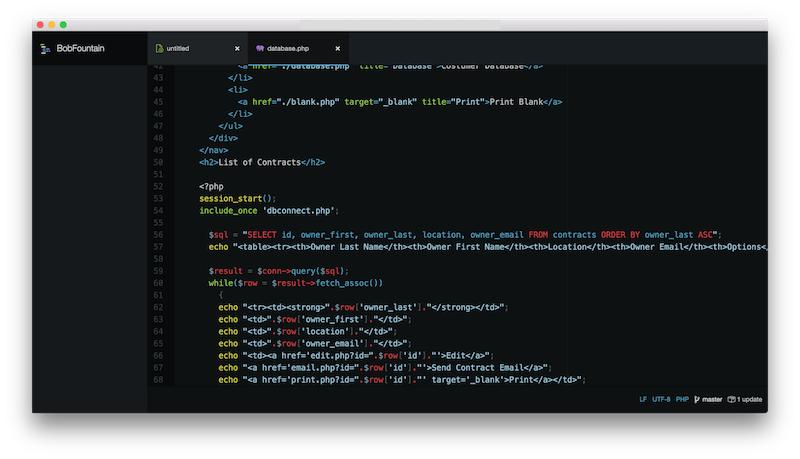 BobFountain
untitled
database.php
42 <a href="./database.php" title="Database">Costumer Database</a>
43 </li>
44 <li>
45 <a href="./blank.php" target="_blank" title="Print">Print Blank</a>
46 </li>
47 </ul>
48 </div>
49 </nav>
50 <h2>List of Contracts</h2>
51
52 <?php
53 session_start();
54 include_once 'dbconnect.php';
55
56 $sql = "SELECT id, owner_first, owner_last, location, owner_email FROM contracts ORDER BY owner_last ASC";
57 echo "<table><tr><th>Owner Last Name</th><th>Owner First Name</th><th>Location</th><th>Owner Email</th><th>Options</
58
59 $result = $conn->query($sql);
60 while($row = $result->fetch_assoc())
61 {
62 echo "<tr><td><strong>".$row['owner_last']."</strong></td>";
63 echo "<td>".$row['owner_first']."</td>";
64 echo "<td>".$row['location']."</td>";
65 echo "<td>".$row['owner_email']."</td>";
66 echo "<td><a href='edit.php?id=".$row['id']."'>Edit</a>";
67 echo "<a href='email.php?id=".$row['id']."'>Send Contract Email</a>";
68 echo "<a href='print.php?id=".$row['id']."' target='_blank'>Print</a></td>";
LF UTF-8 PHP master 1 update